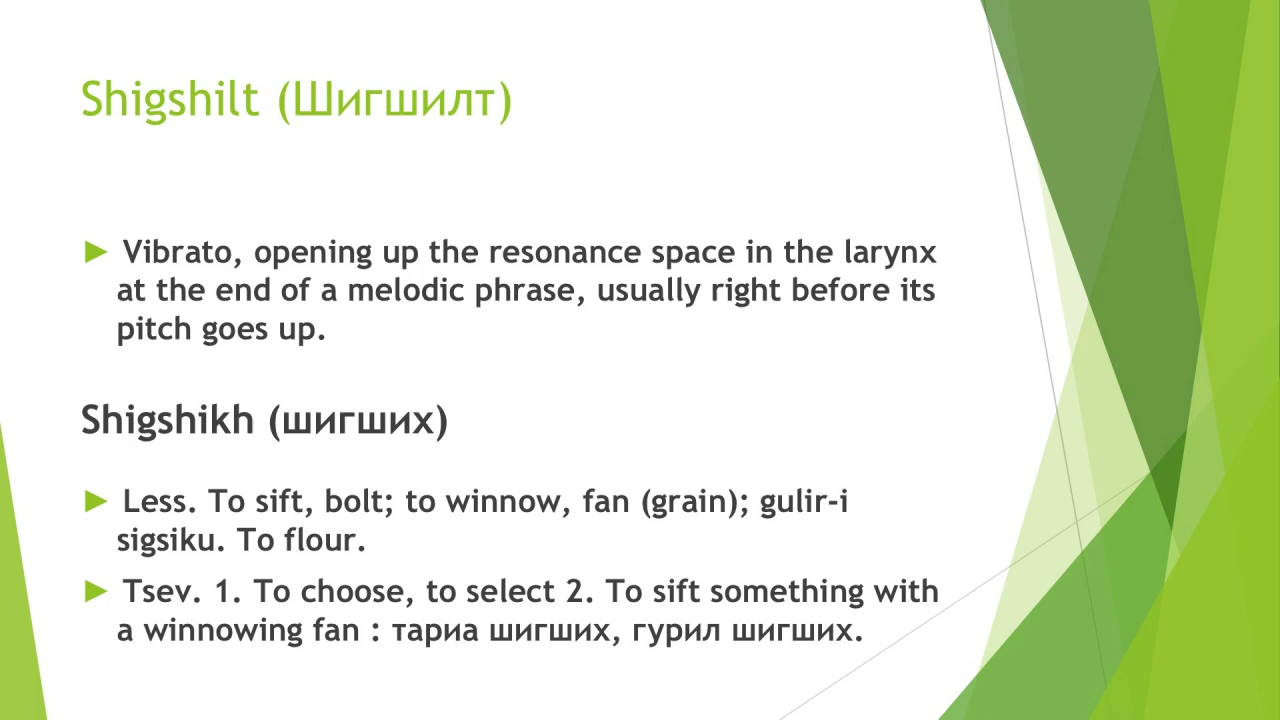 Shigshilt (Шигшилт)
Vibrato, opening up the resonance space in the larynx
at the end of a melodic phrase, usually right before its
pitch goes up.
Shigshikh (шигших)
Less. To sift, bolt; to winnow, fan (grain); gulir-i
sigsiku. To flour.
Tsev. 1. To choose, to select 2. To sift something with
a winnowing fan : тариа шигших, гурил шигших.